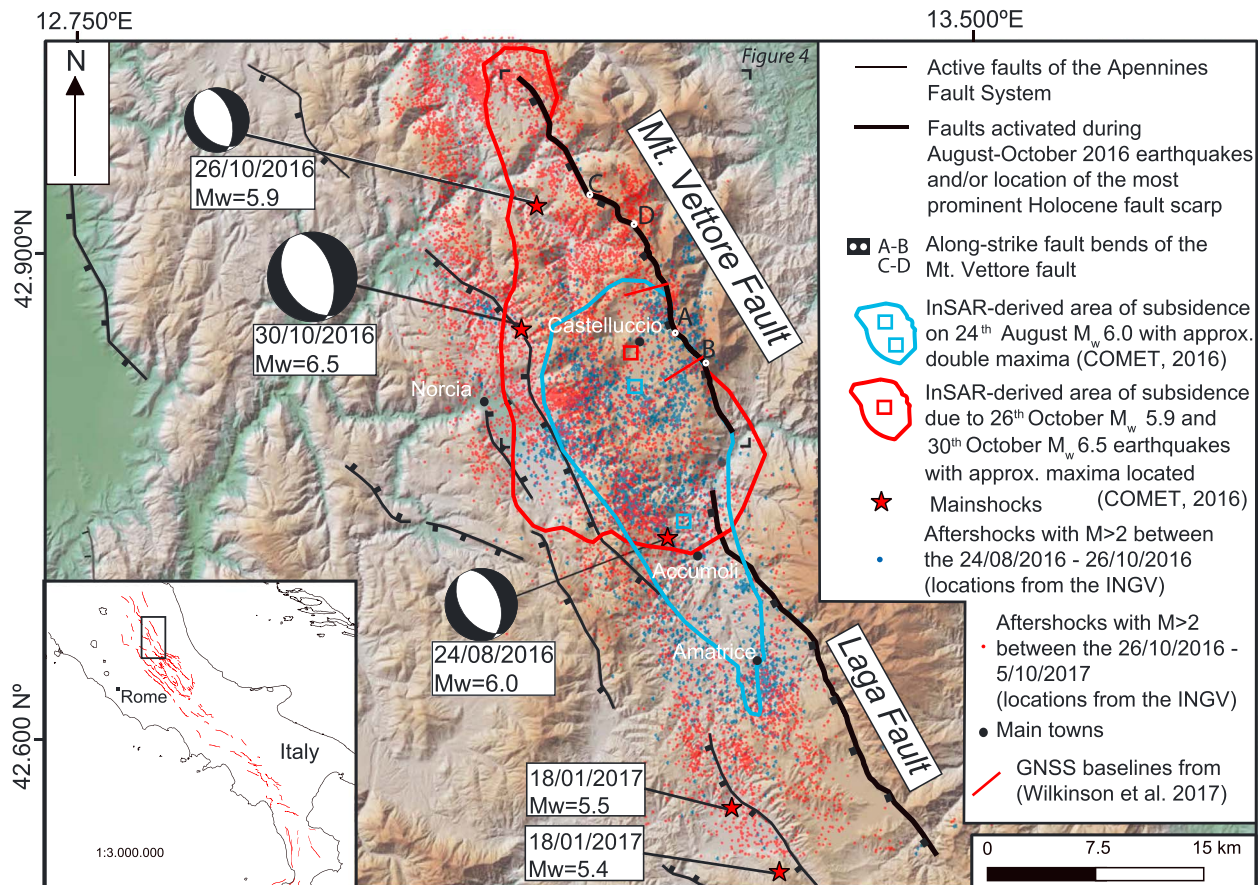 12.750ºE
13.500ºE
42.900ºN
42.600 Nº
N
Figure 4
26/10/2016
Mw=5.9
30/10/2016
Mw=6.5
Mt. Vettore Fault
C
D
A
B
Castelluccio
Norcia
Accumoli
24/08/2016
Mw=6.0
Amatrice
Laga Fault
18/01/2017
Mw=5.5
18/01/2017
Mw=5.4
Rome
Italy
1:3.000.000
Active faults of the Apennines
Fault System
Faults activated during
August-October 2016 earthquakes
and/or location of the most
prominent Holocene fault scarp
A-B
C-D
Along-strike fault bends of the
Mt. Vettore fault
InSAR-derived area of subsidence
on 24th August Mw 6.0 with approx.
double maxima (COMET, 2016)
InSAR-derived area of subsidence
due to 26th October Mw 5.9 and
30th October Mw 6.5 earthquakes
with approx. maxima located
(COMET, 2016)
Mainshocks
Aftershocks with M>2 between
the 24/08/2016 - 26/10/2016
(locations from the INGV)
Aftershocks with M>2
between the 26/10/2016 -
5/10/2017
(locations from the INGV)
Main towns
GNSS baselines from
(Wilkinson et al. 2017)
0 7.5 15 km